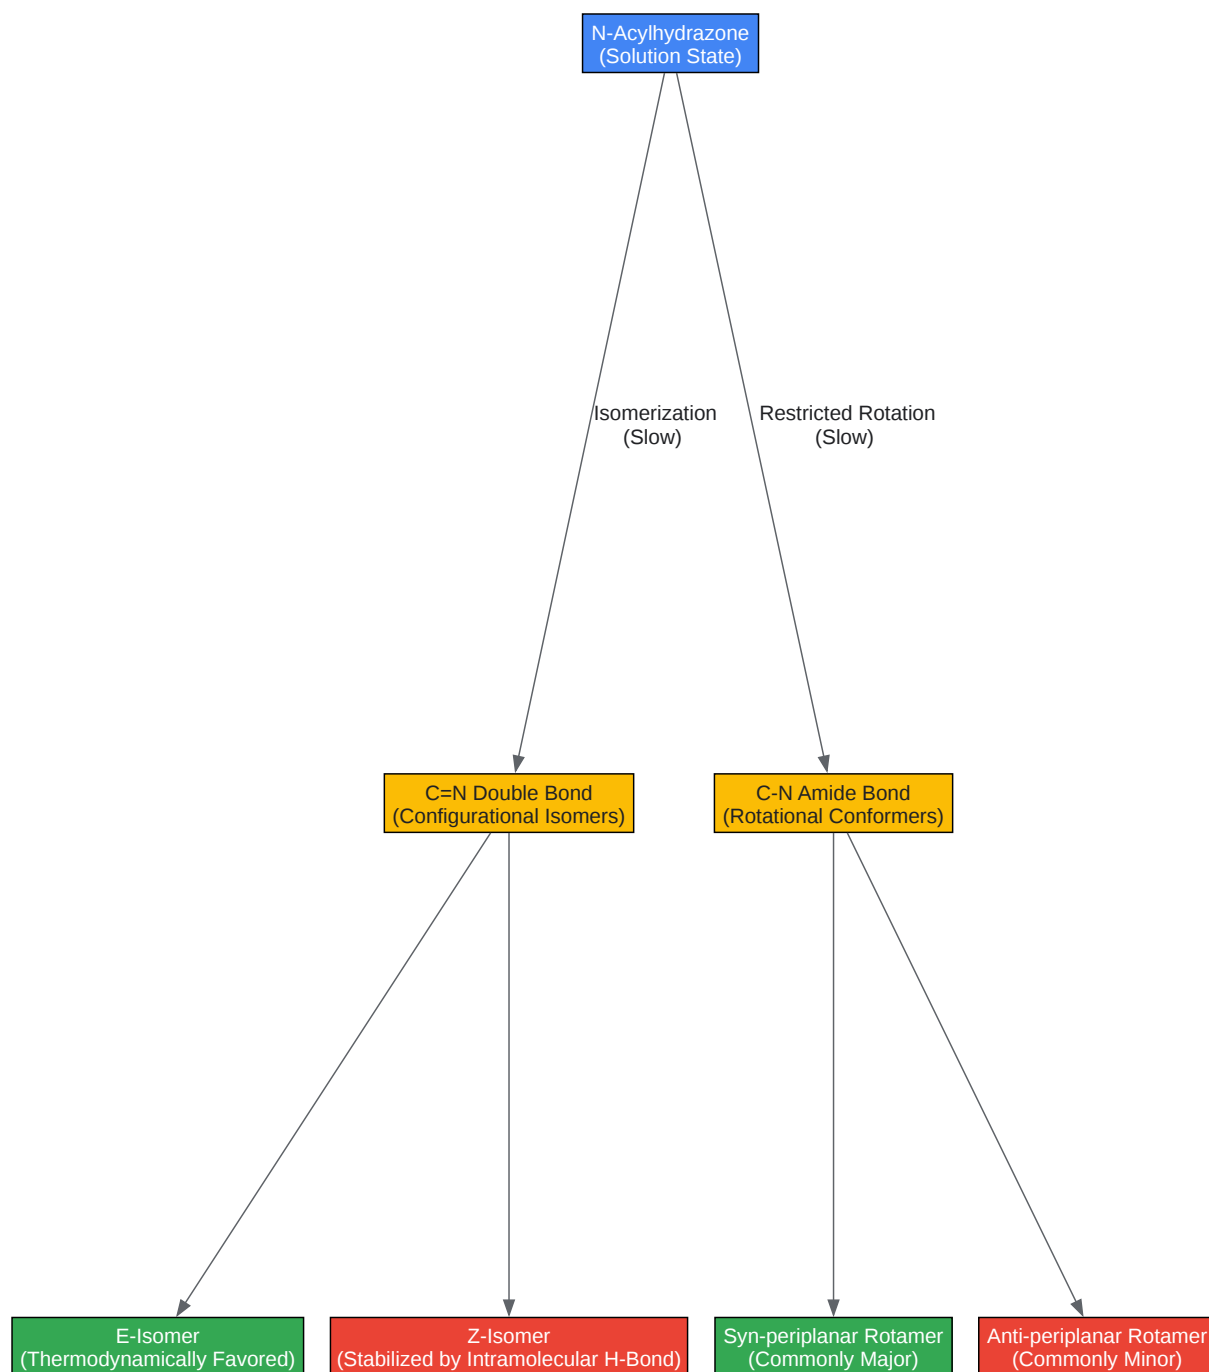 N-Acylhydrazone
(Solution State)
Isomerization
(Slow)
Restricted Rotation
(Slow)
C=N Double Bond
(Configurational Isomers)
C-N Amide Bond
(Rotational Conformers)
E-Isomer
(Thermodynamically Favored)
Z-Isomer
(Stabilized by Intramolecular H-Bond)
Syn-periplanar Rotamer
(Commonly Major)
Anti-periplanar Rotamer
(Commonly Minor)